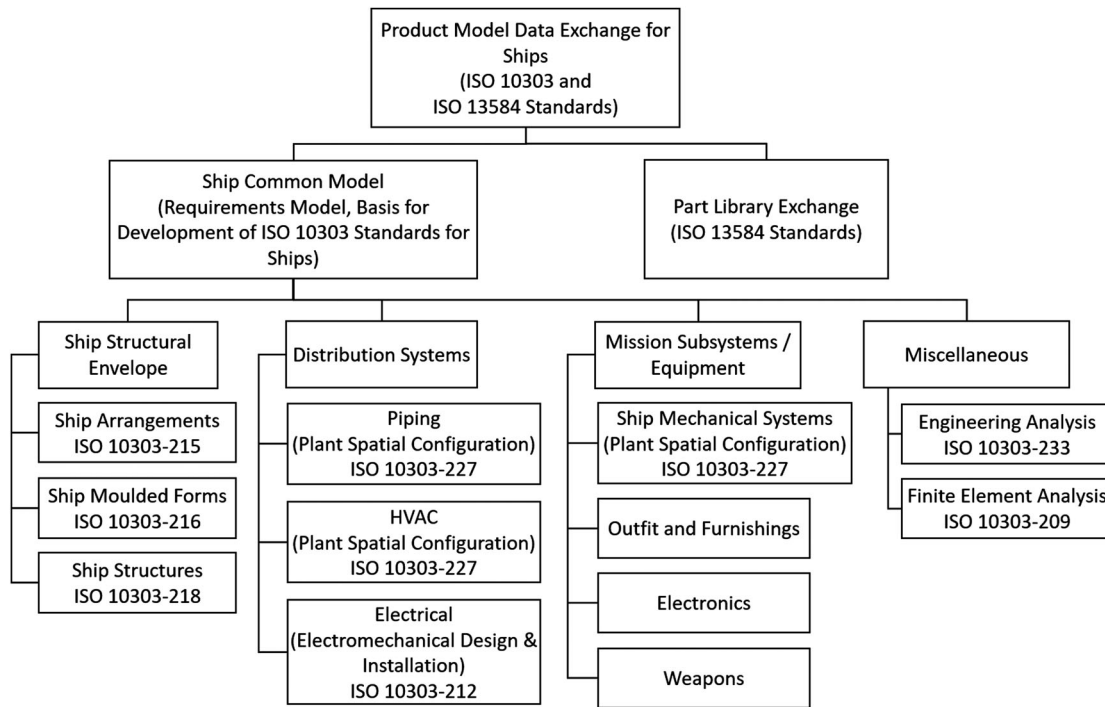 Product Model Data Exchange for
Ships
(ISO 10303 and
ISO 13584 Standards)
Ship Common Model
(Requirements Model, Basis for
Development of ISO 10303 Standards for
Ships)
Part Library Exchange
(ISO 13584 Standards)
Ship Structural
Envelope
Ship Arrangements
ISO 10303-215
Ship Moulded Forms
ISO 10303-216
Ship Structures
ISO 10303-218
Distribution Systems
Piping
(Plant Spatial Configuration)
ISO 10303-227
HVAC
(Plant Spatial Configuration)
ISO 10303-227
Electrical
(Electromechanical Design &
Installation)
ISO 10303-212
Mission Subsystems /
Equipment
Ship Mechanical Systems
(Plant Spatial Configuration)
ISO 10303-227
Outfit and Furnishings
Electronics
Weapons
Miscellaneous
Engineering Analysis
ISO 10303-233
Finite Element Analysis
ISO 10303-209